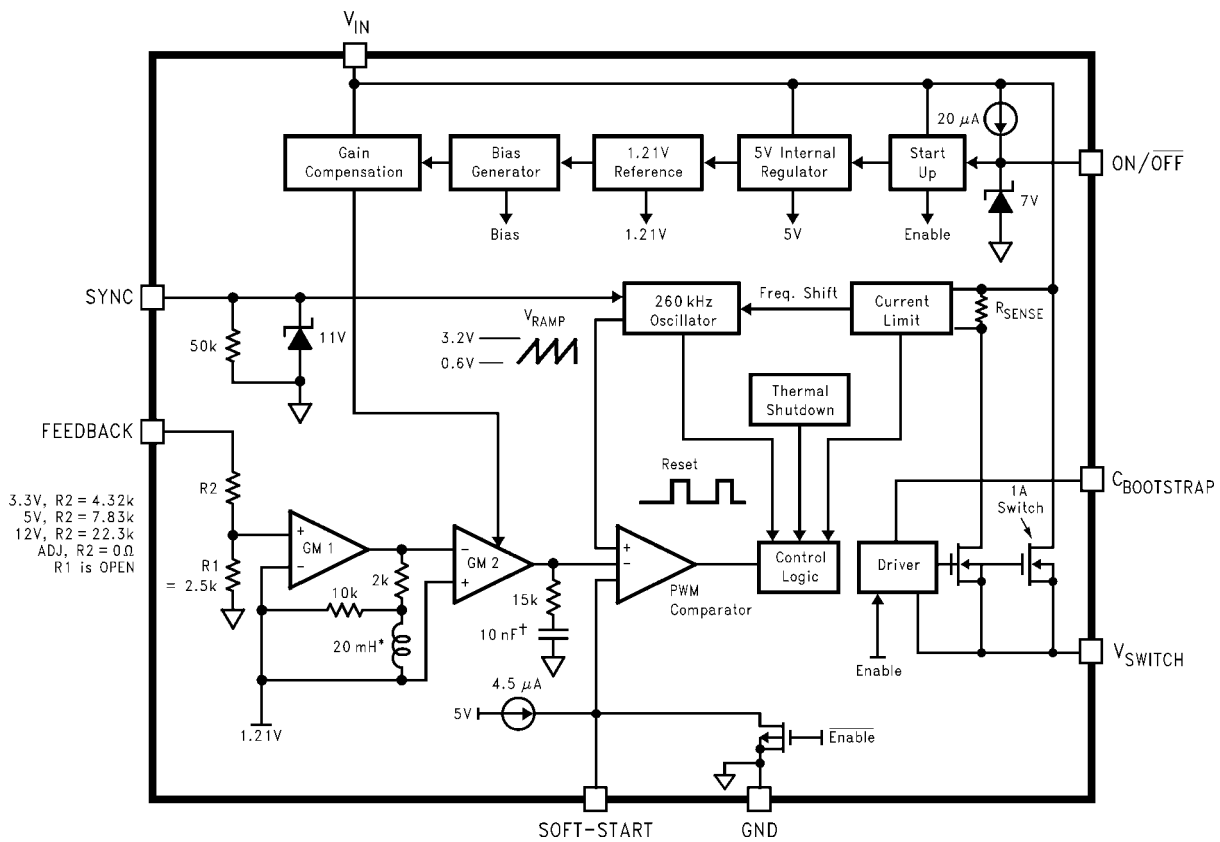 V_IN
20 μA
Gain
Compensation
Bias
Generator
1.21V
Reference
5V Internal
Regulator
Start
Up
ON/O̅F̅F̅
7V
Bias
1.21V
5V
Enable
SYNC
50k
11V
V_RAMP
3.2V
0.6V
260 kHz
Oscillator
Freq. Shift
Current
Limit
R_SENSE
Thermal
Shutdown
FEEDBACK
R2
3.3V, R2 = 4.32k
5V, R2 = 7.83k
12V, R2 = 22.3k
ADJ, R2 = 0Ω
R1 is OPEN
R1
= 2.5k
Reset
1A
Switch
C_BOOTSTRAP
+
GM 1
−
−
GM 2
+
2k
10k
20 mH*
15k
10 nF†
+
−
PWM
Comparator
Control
Logic
Driver
Enable
V_SWITCH
1.21V
4.5 μA
5V
E̅n̅a̅b̅l̅e̅
SOFT-START
GND